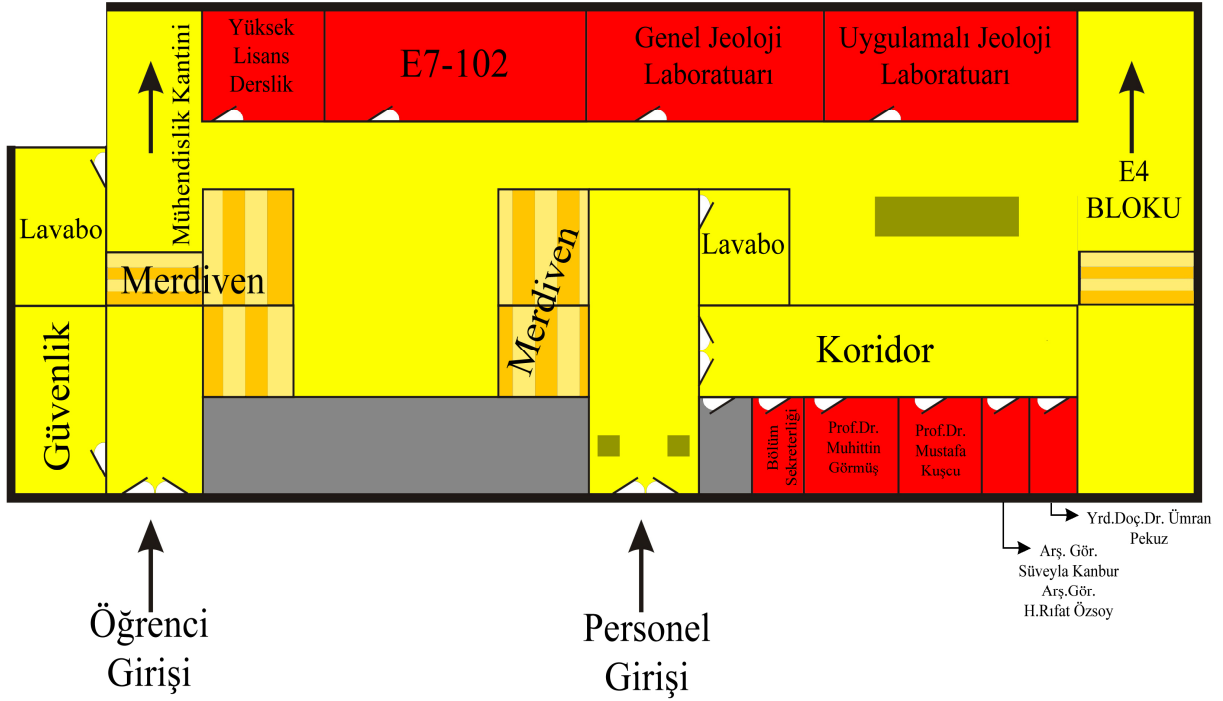 Yüksek
Lisans
Derslik
E7-102
Genel Jeoloji
Laboratuarı
Uygulamalı Jeoloji
Laboratuarı
Mühendislik Kantini
E4
BLOKU
Lavabo
Merdiven
Merdiven
Lavabo
Güvenlik
Koridor
Bölüm
Sekreterliği
Prof.Dr.
Muhittin
Görmüş
Prof.Dr.
Mustafa
Kuşcu
Yrd.Doç.Dr. Ümran
Pekuz
Arş. Gör.
Süveyla Kanbur
Arş.Gör.
H.Rıfat Özsoy
Öğrenci
Girişi
Personel
Girişi